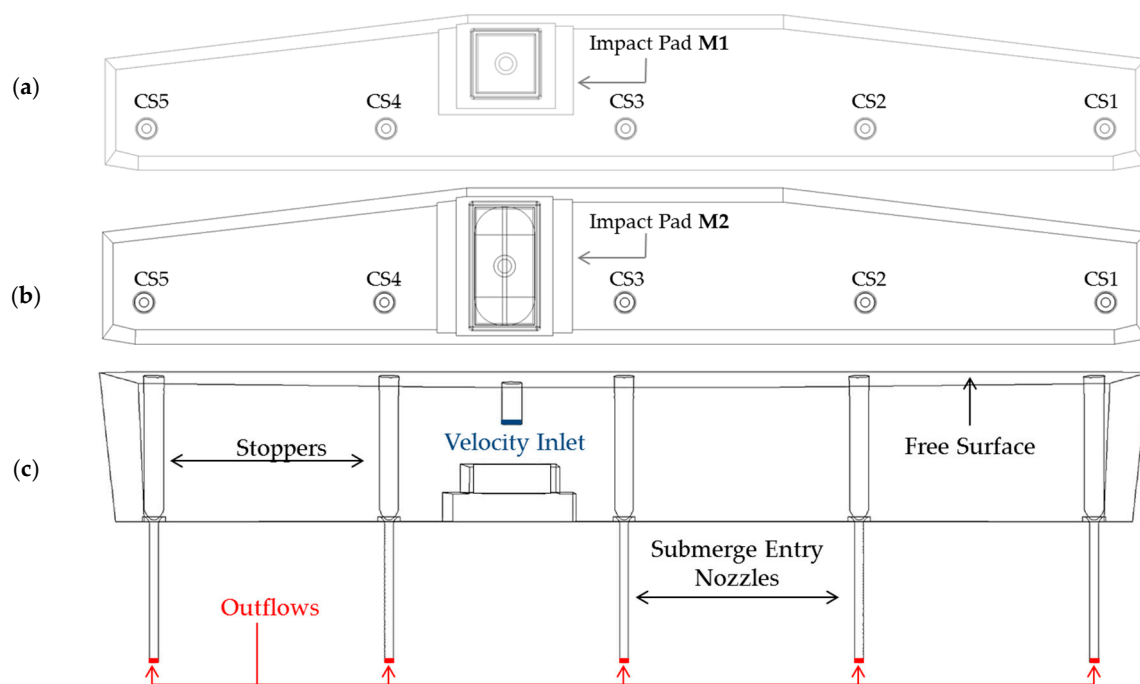 (a)
Impact Pad M1
CS5
CS4
CS3
CS2
CS1
(b)
Impact Pad M2
CS5
CS4
CS3
CS2
CS1
(c)
Stoppers
Velocity Inlet
Free Surface
Submerge Entry
Nozzles
Outflows